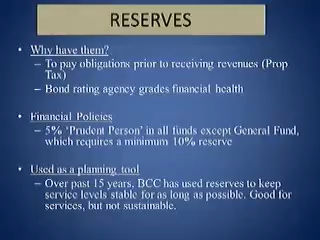 RESERVES
• Why have them?
– To pay obligations prior to receiving revenues (Prop
Tax)
– Bond rating agency grades financial health
• Financial Policies
– 5% 'Prudent Person' in all funds except General Fund,
which requires a minimum 10% reserve
• Used as a planning tool
– Over past 15 years, BCC has used reserves to keep
service levels stable for as long as possible. Good for
services, but not sustainable.